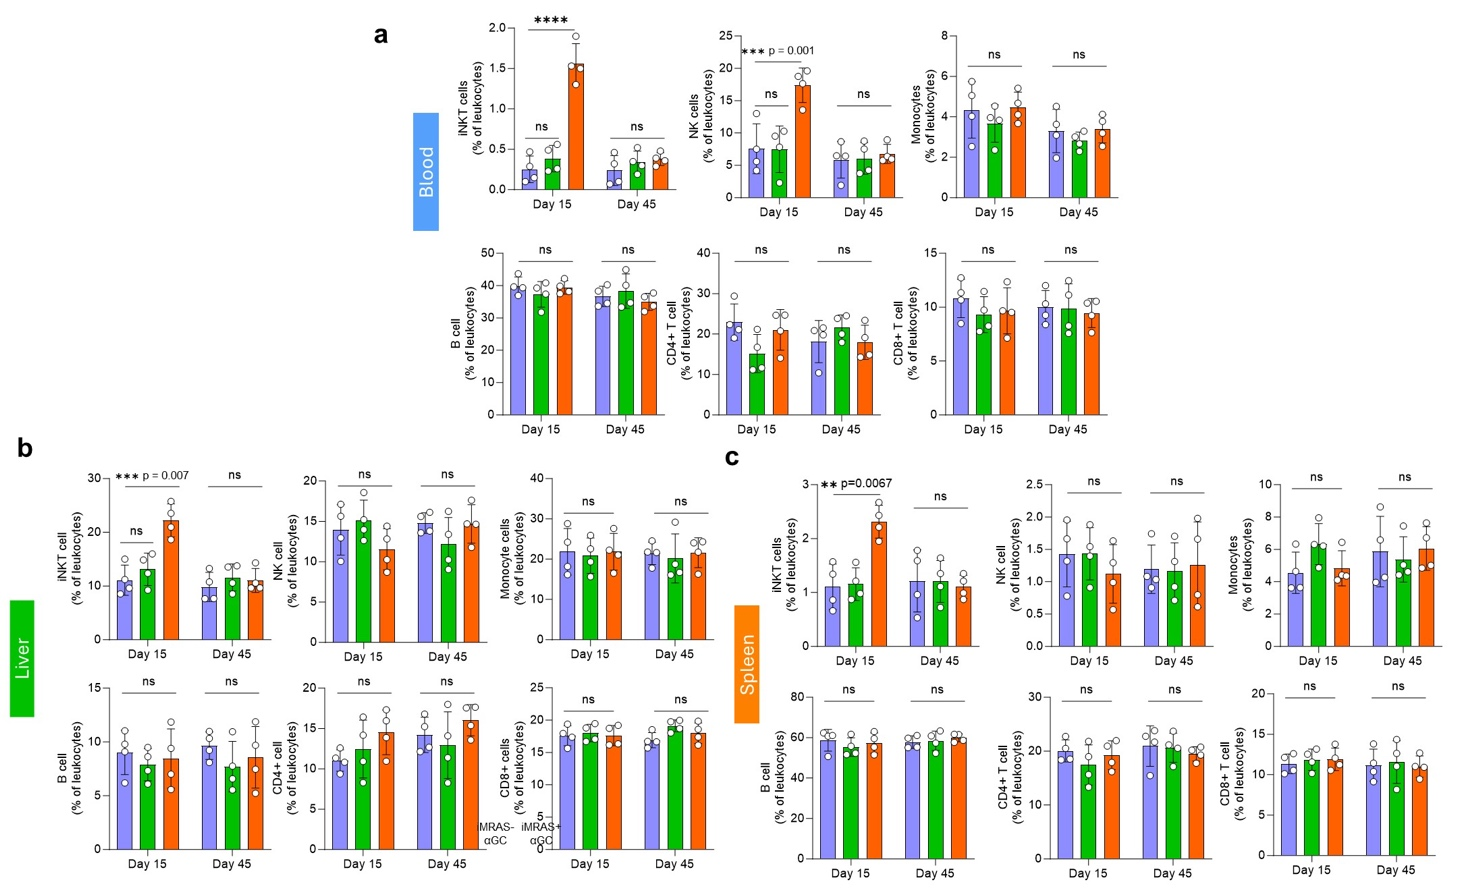 a
Blood
iNKT cells
(% of leukocytes)
2.0
1.5
1.0
0.5
0.0
****
ns
ns
Day 15
Day 45
NK cells
(% of leukocytes)
25
20
15
10
5
0
*** p = 0.001
ns
ns
Day 15
Day 45
Monocytes
(% of leukocytes)
8
6
4
2
0
ns
ns
Day 15
Day 45
B cell
(% of leukocytes)
50
40
30
20
10
0
ns
ns
Day 15
Day 45
CD4+ T cell
(% of leukocytes)
40
30
20
10
0
ns
ns
Day 15
Day 45
CD8+ T cell
(% of leukocytes)
15
10
5
0
ns
ns
Day 15
Day 45
b
Liver
iNKT cell
(% of leukocytes)
30
20
10
0
*** p = 0.007
ns
ns
Day 15
Day 45
NK cell
(% of leukocytes)
20
15
10
5
0
ns
ns
Day 15
Day 45
Monocyte cells
(% of leukocytes)
40
30
20
10
0
ns
ns
Day 15
Day 45
B cell
(% of leukocytes)
15
10
5
0
ns
ns
Day 15
Day 45
CD4+ cell
(% of leukocytes)
20
15
10
5
0
ns
ns
Day 15
Day 45
MRAS-
αGC
iMRAS+
αGC
CD8+ cells
(% of leukocytes)
25
20
15
10
5
0
ns
ns
Day 15
Day 45
c
Spleen
iNKT cells
(% of leukocytes)
3
2
1
0
** p=0.0067
ns
Day 15
Day 45
NK cell
(% of leukocytes)
2.5
2.0
1.5
1.0
0.5
0.0
ns
ns
Day 15
Day 45
Monocytes
(% of leukocytes)
10
8
6
4
2
0
ns
ns
Day 15
Day 45
B cell
(% of leukocytes)
80
60
40
20
0
ns
ns
Day 15
Day 45
CD4+ T cell
(% of leukocytes)
30
20
10
0
ns
ns
Day 15
Day 45
CD8+ T cell
(% of leukocytes)
20
15
10
5
0
ns
ns
Day 15
Day 45